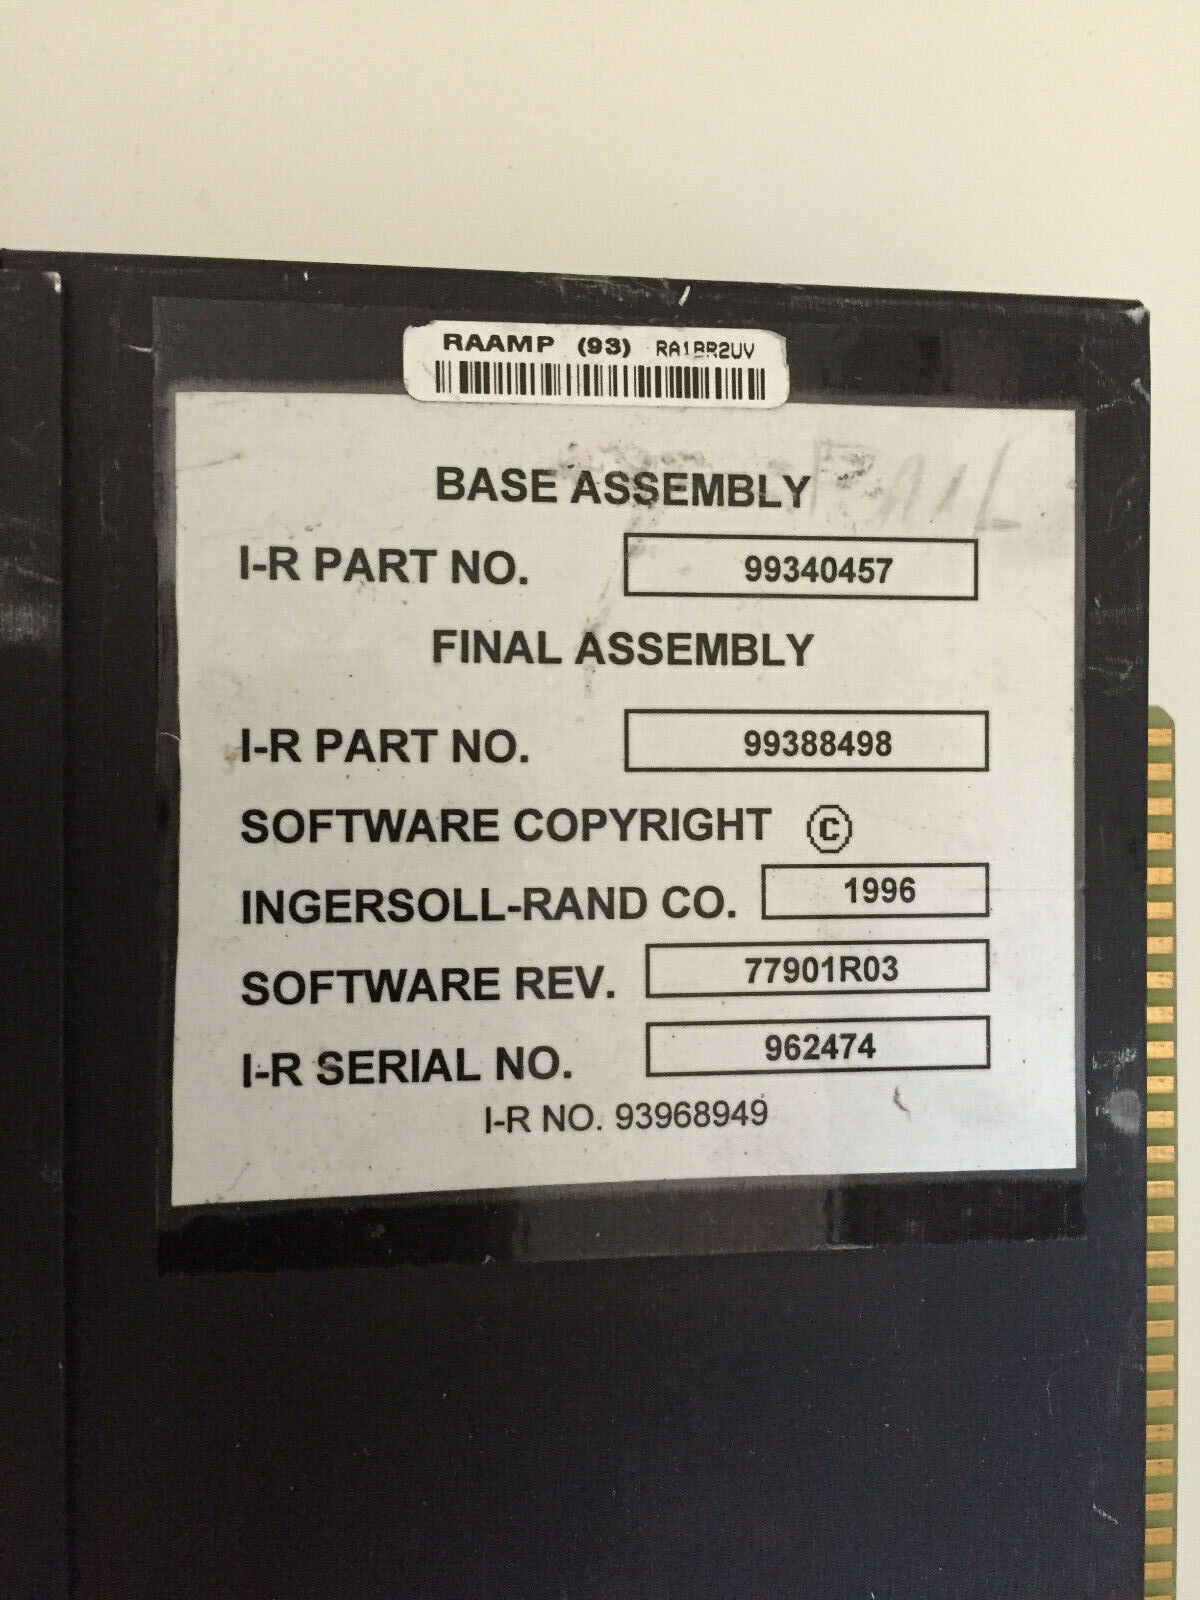 RAAMP (93) RA1BR2UV
BASE ASSEMBLY
I-R PART NO. 99340457
FINAL ASSEMBLY
I-R PART NO. 99388498
SOFTWARE COPYRIGHT ©
INGERSOLL-RAND CO. 1996
SOFTWARE REV. 77901R03
I-R SERIAL NO. 962474
I-R NO. 93968949